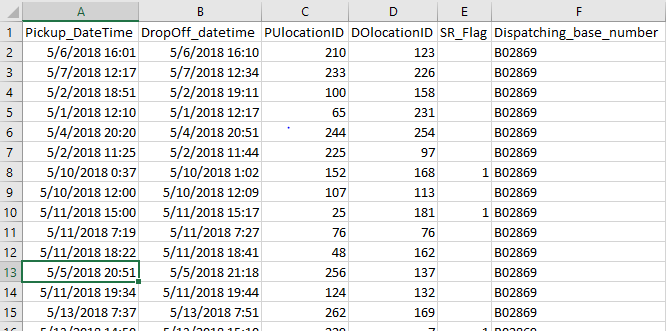 A B C D E F
1 Pickup_DateTime DropOff_datetime PUlocationID DOlocationID SR_Flag Dispatching_base_number
2 5/6/2018 16:01 5/6/2018 16:10 210 123 B02869
3 5/7/2018 12:17 5/7/2018 12:34 233 226 B02869
4 5/2/2018 18:51 5/2/2018 19:11 100 158 B02869
5 5/1/2018 12:10 5/1/2018 12:17 65 231 B02869
6 5/4/2018 20:20 5/4/2018 20:51 244 254 B02869
7 5/2/2018 11:25 5/2/2018 11:44 225 97 B02869
8 5/10/2018 0:37 5/10/2018 1:02 152 168 1 B02869
9 5/10/2018 12:00 5/10/2018 12:09 107 113 B02869
10 5/11/2018 15:00 5/11/2018 15:17 25 181 1 B02869
11 5/11/2018 7:19 5/11/2018 7:27 76 76 B02869
12 5/11/2018 18:22 5/11/2018 18:41 48 162 B02869
13 5/5/2018 20:51 5/5/2018 21:18 256 137 B02869
14 5/11/2018 19:34 5/11/2018 19:44 124 132 B02869
15 5/13/2018 7:37 5/13/2018 7:51 262 169 B02869